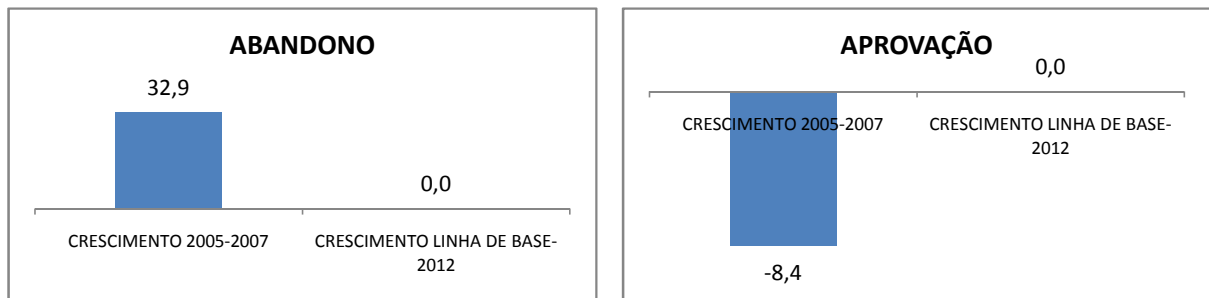 ABANDONO
32,9
0,0
CRESCIMENTO 2005-2007
CRESCIMENTO LINHA DE BASE-
2012
APROVAÇÃO
0,0
CRESCIMENTO 2005-2007
CRESCIMENTO LINHA DE BASE-
2012
-8,4